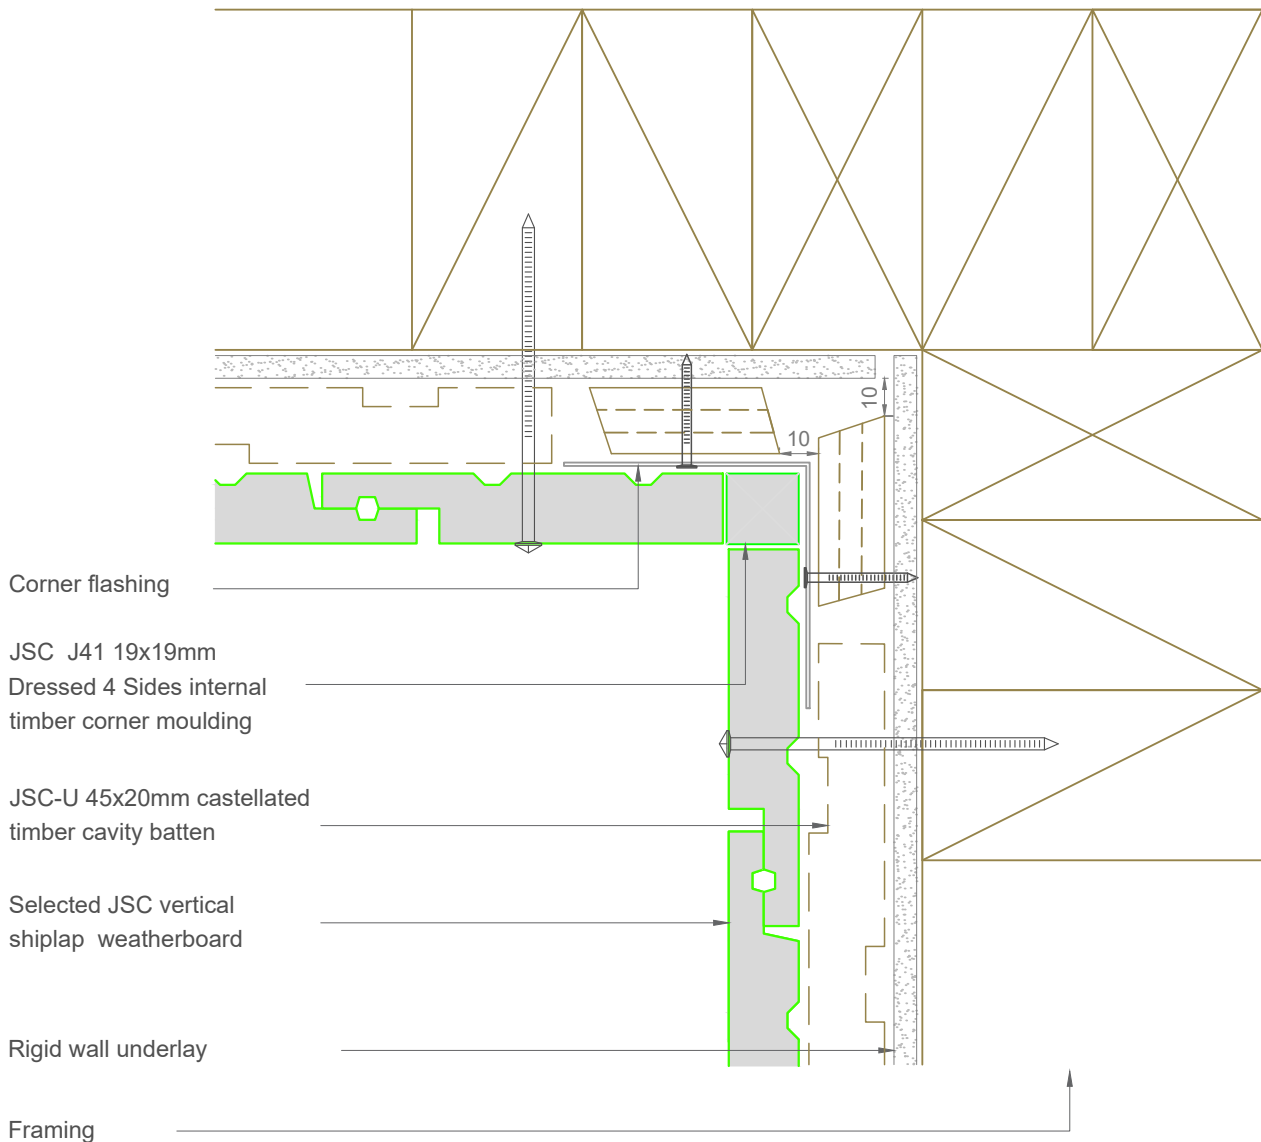 10
10
Corner flashing
JSC J41 19x19mm
Dressed 4 Sides internal
timber corner moulding
JSC-U 45x20mm castellated
timber cavity batten
Selected JSC vertical
shiplap weatherboard
Rigid wall underlay
Framing